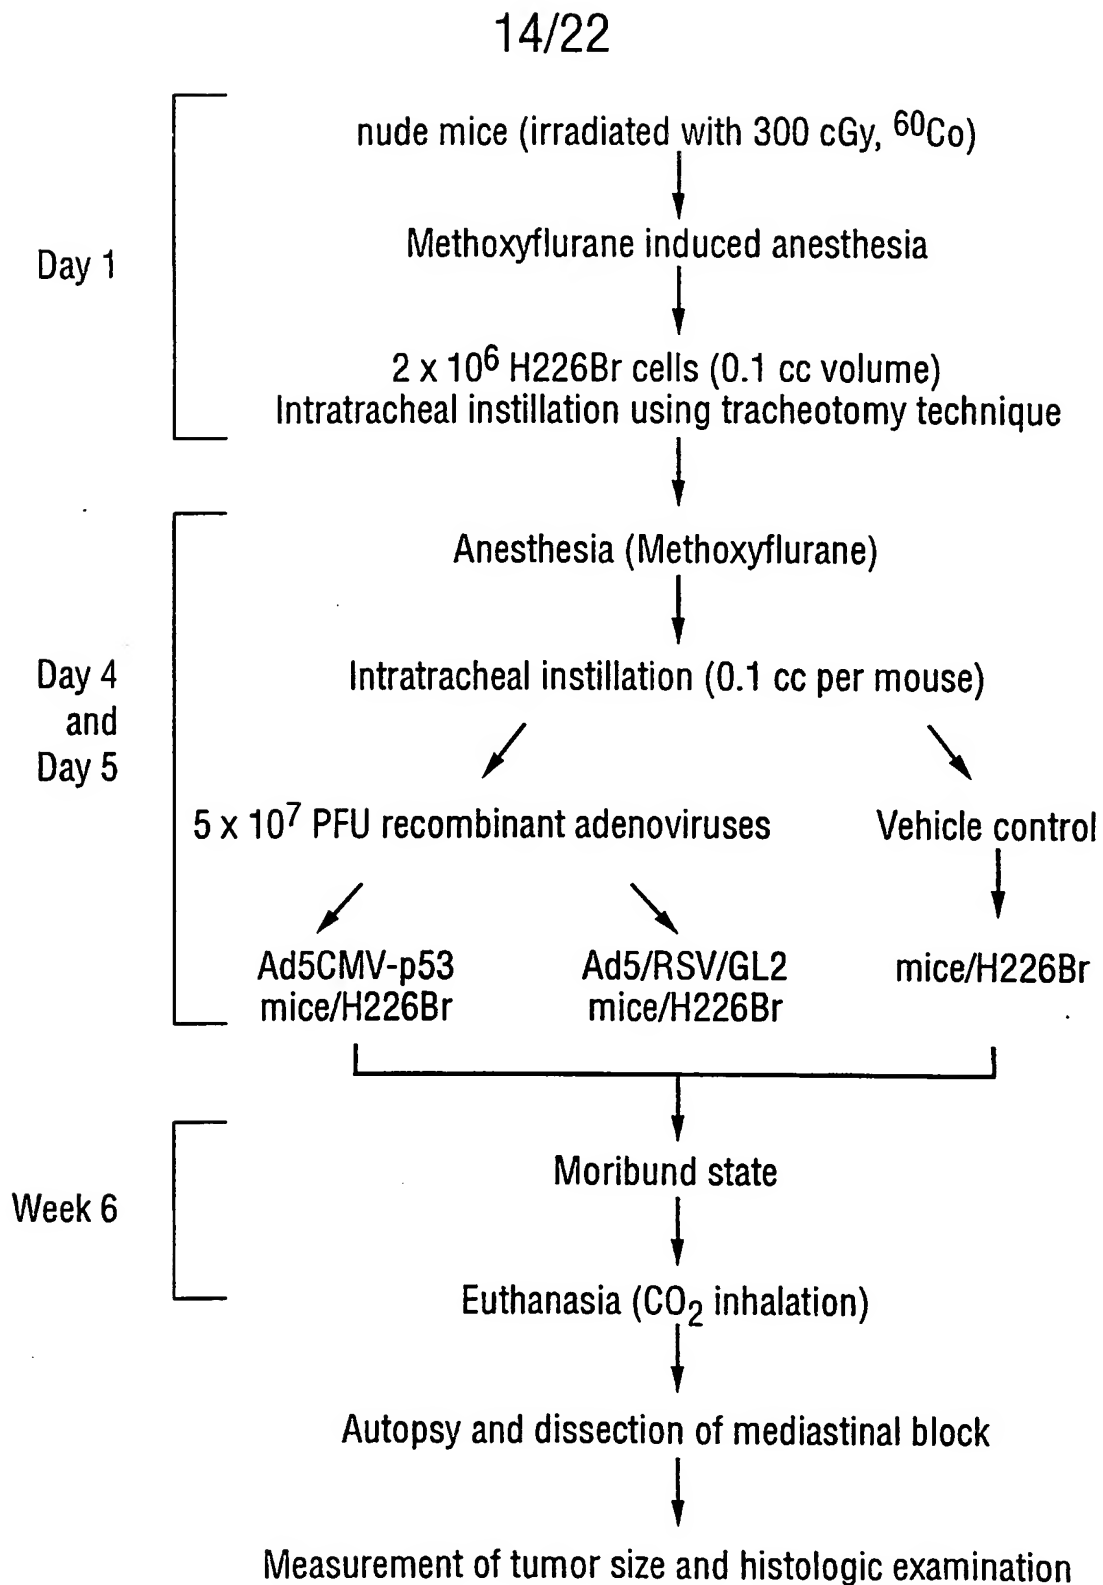 14/22
nude mice (irradiated with 300 cGy, ⁶⁰Co)
Day 1
Methoxyflurane induced anesthesia
2 x 10⁶ H226Br cells (0.1 cc volume)
Intratracheal instillation using tracheotomy technique
Anesthesia (Methoxyflurane)
Day 4
and
Day 5
Intratracheal instillation (0.1 cc per mouse)
5 x 10⁷ PFU recombinant adenoviruses
Vehicle control
Ad5CMV-p53
mice/H226Br
Ad5/RSV/GL2
mice/H226Br
mice/H226Br
Week 6
Moribund state
Euthanasia (CO₂ inhalation)
Autopsy and dissection of mediastinal block
Measurement of tumor size and histologic examination